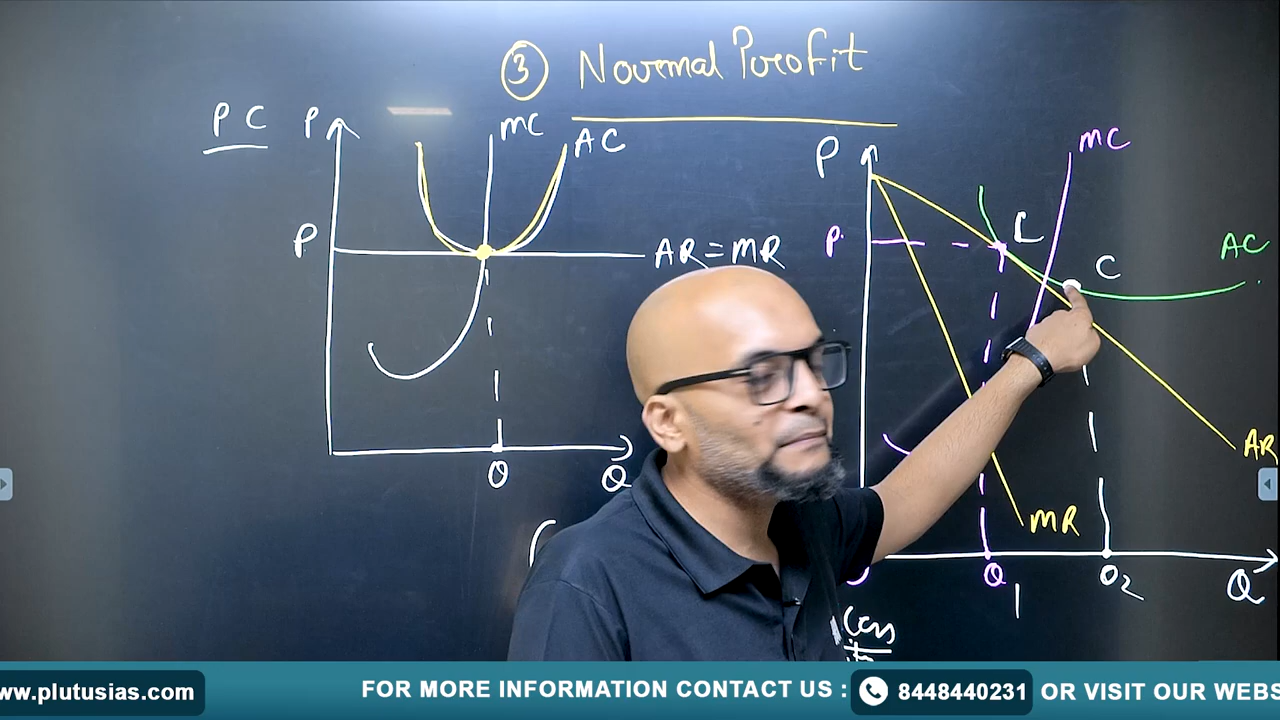 3 Normal Profit
PC
P
MC
AC
P
AR=MR
Q
Q
P
MC
P
L
C
AC
AR
MR
Q1
Q2
Q
ww.plutusias.com
FOR MORE INFORMATION CONTACT US :
8448440231
OR VISIT OUR WEBS